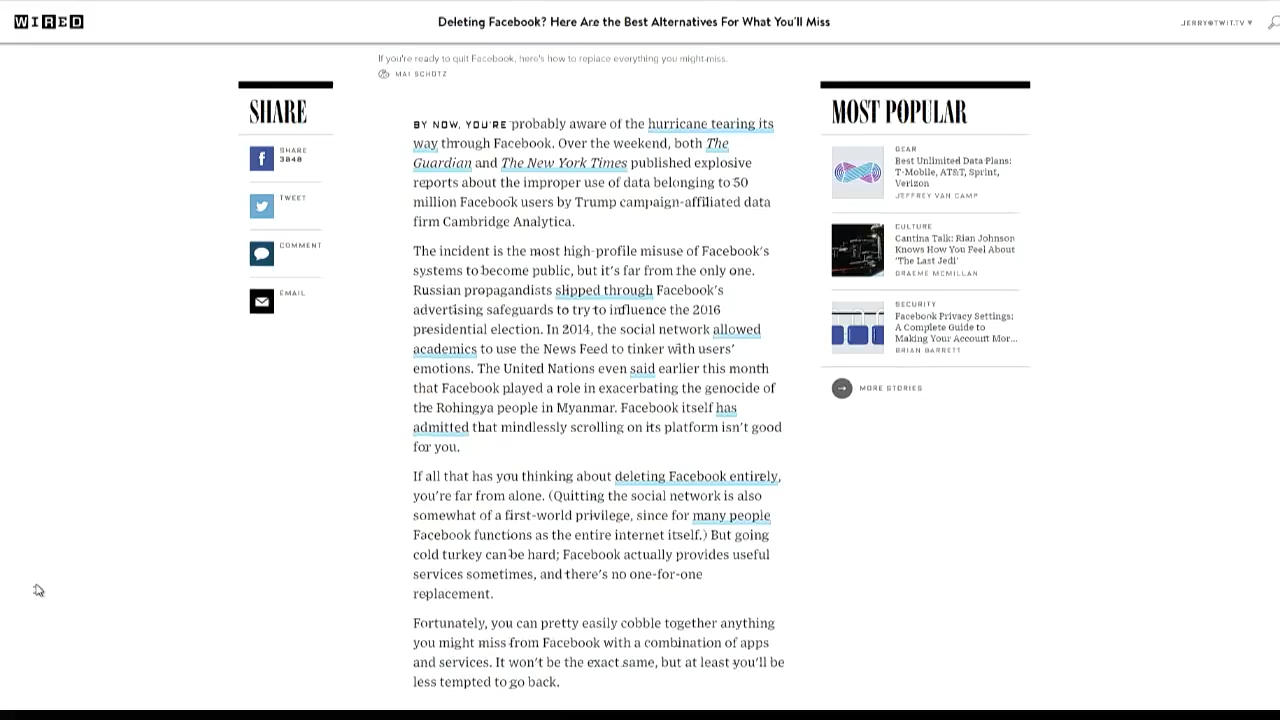 WIRED
Deleting Facebook? Here Are the Best Alternatives For What You'll Miss
JERRY@TWIT.TV
If you're ready to quit Facebook, here's how to replace everything you might miss.
MAI SCHOTZ
SHARE
SHARE
3848
TWEET
COMMENT
EMAIL
BY NOW, YOU'RE probably aware of the hurricane tearing its
way through Facebook. Over the weekend, both The
Guardian and The New York Times published explosive
reports about the improper use of data belonging to 50
million Facebook users by Trump campaign-affiliated data
firm Cambridge Analytica.
The incident is the most high-profile misuse of Facebook's
systems to become public, but it's far from the only one.
Russian propagandists slipped through Facebook's
advertising safeguards to try to influence the 2016
presidential election. In 2014, the social network allowed
academics to use the News Feed to tinker with users'
emotions. The United Nations even said earlier this month
that Facebook played a role in exacerbating the genocide of
the Rohingya people in Myanmar. Facebook itself has
admitted that mindlessly scrolling on its platform isn't good
for you.
If all that has you thinking about deleting Facebook entirely,
you're far from alone. (Quitting the social network is also
somewhat of a first-world privilege, since for many people
Facebook functions as the entire internet itself.) But going
cold turkey can be hard; Facebook actually provides useful
services sometimes, and there's no one-for-one
replacement.
Fortunately, you can pretty easily cobble together anything
you might miss from Facebook with a combination of apps
and services. It won't be the exact same, but at least you'll be
less tempted to go back.
MOST POPULAR
GEAR
Best Unlimited Data Plans:
T-Mobile, AT&T, Sprint,
Verizon
JEFFREY VAN CAMP
CULTURE
Cantina Talk: Rian Johnson
Knows How You Feel About
'The Last Jedi'
GRAEME MCMILLAN
SECURITY
Facebook Privacy Settings:
A Complete Guide to
Making Your Account Mor...
BRIAN BARRETT
MORE STORIES